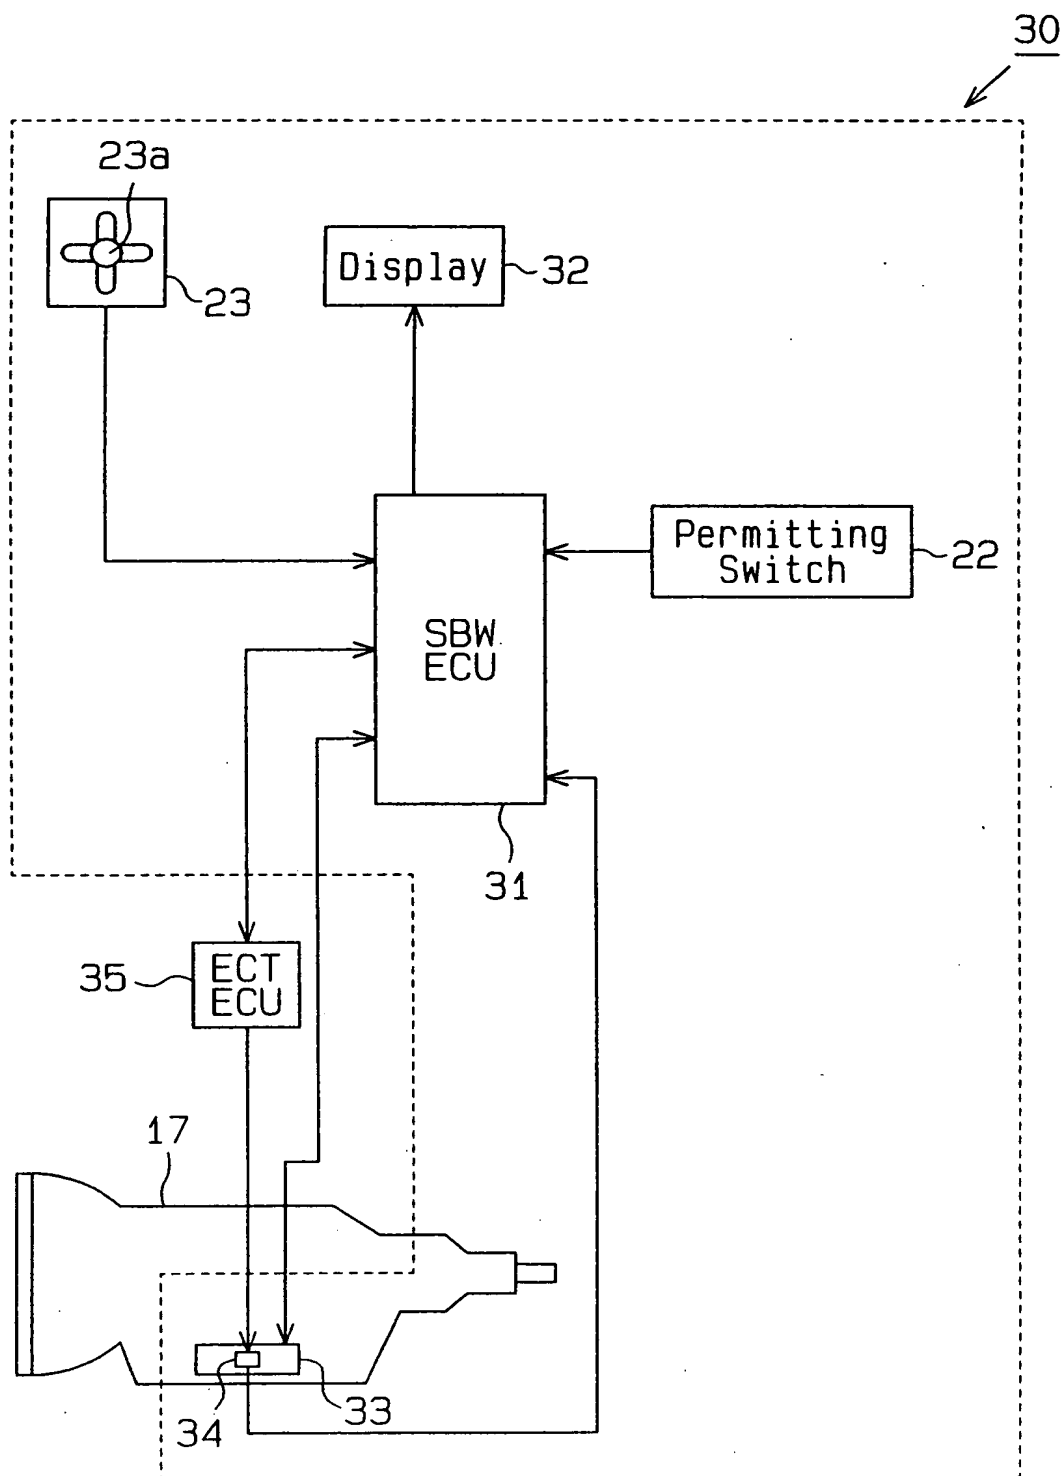 30
23a
23
Display
32
Permitting
Switch
22
SBW
ECU
31
35
ECT
ECU
17
33
34